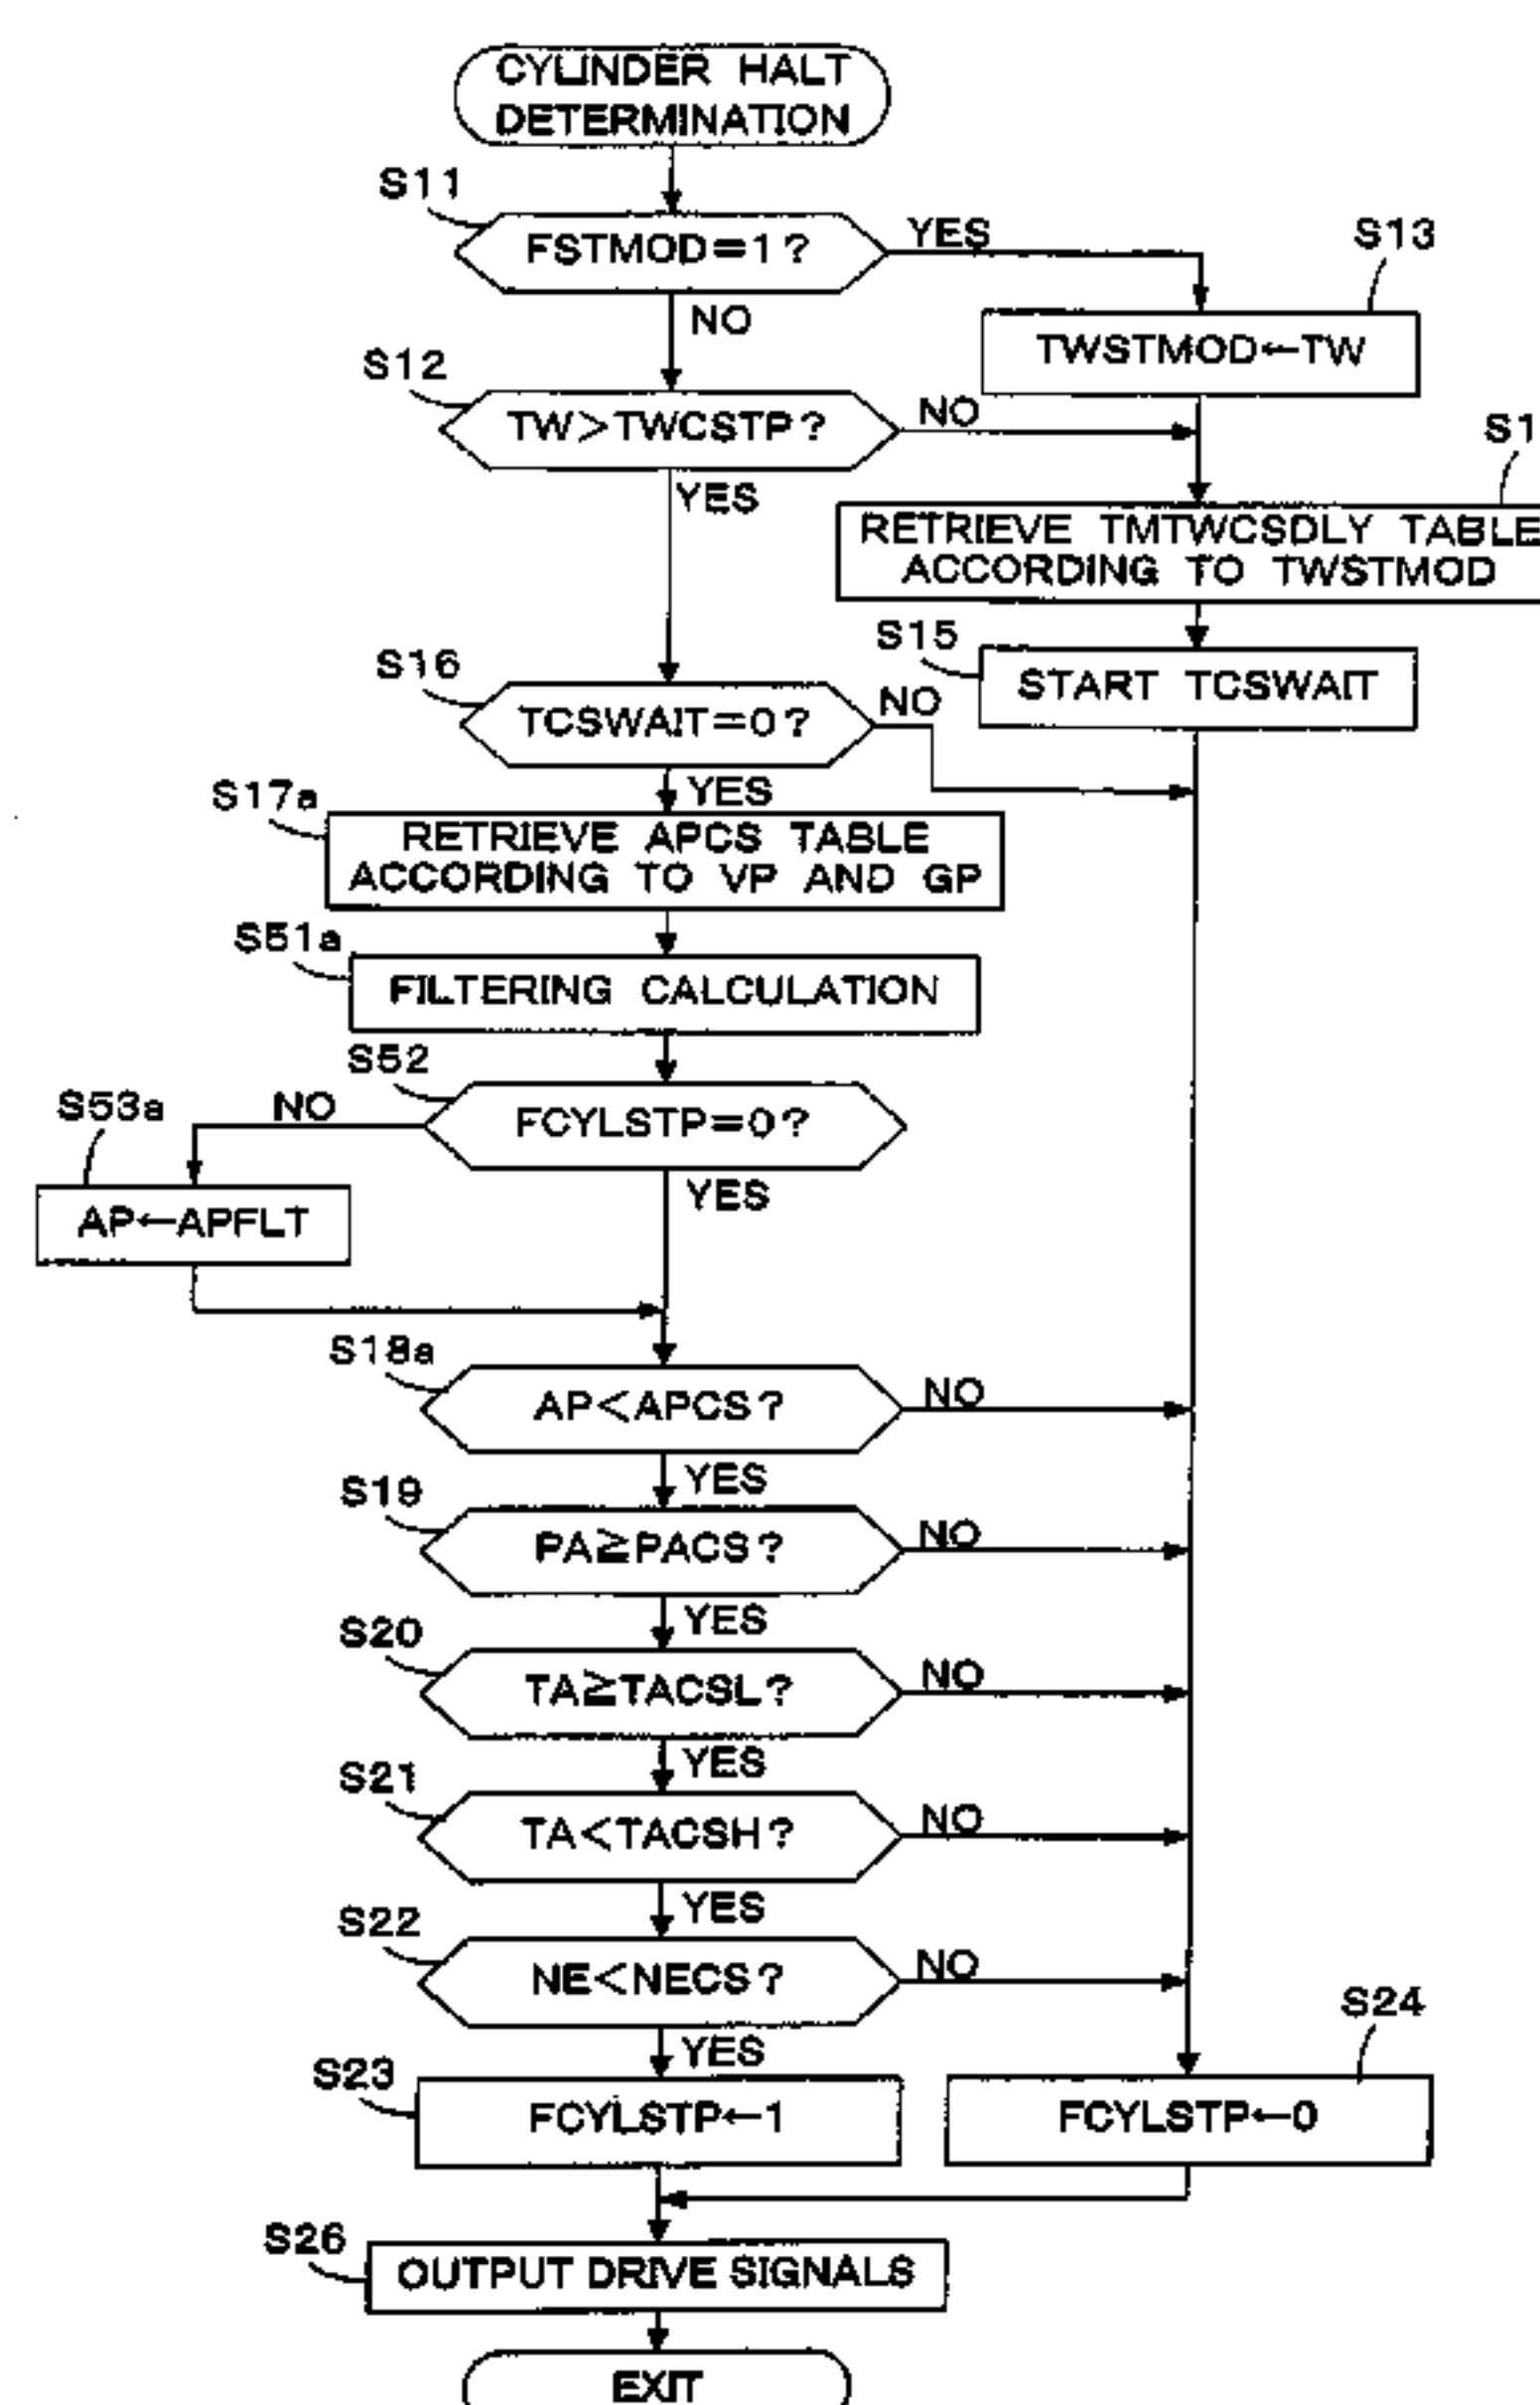 CYLINDER HALT
DETERMINATION
S11
FSTMOD=1?
YES
S13
NO
TWSTMOD←TW
S12
TW>TWCSTP?
NO
S1
YES
RETRIEVE TMTWCSDLY TABLE
ACCORDING TO TWSTMOD
S15
START TCSWAIT
S16
TCSWAIT=0?
NO
YES
S17a
RETRIEVE APCS TABLE
ACCORDING TO VP AND GP
S51a
FILTERING CALCULATION
S52
FCYLSTP=0?
NO
S53a
YES
AP←APFLT
S18a
AP<APCS?
NO
YES
S19
PA≧PACS?
NO
YES
S20
TA≧TACSL?
NO
YES
S21
TA<TACSH?
NO
YES
S22
NE<NECS?
NO
YES
S23
FCYLSTP←1
S24
FCYLSTP←0
S26
OUTPUT DRIVE SIGNALS
EXIT